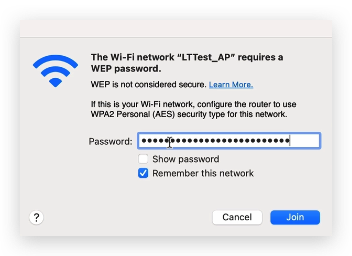 The Wi-Fi network “LTTest_AP” requires a
WEP password.
WEP is not considered secure. Learn More.
If this is your Wi-Fi network, configure the router to use
WPA2 Personal (AES) security type for this network.
Password: ••••••••••••••••••••••••••
Show password
Remember this network
? Cancel Join